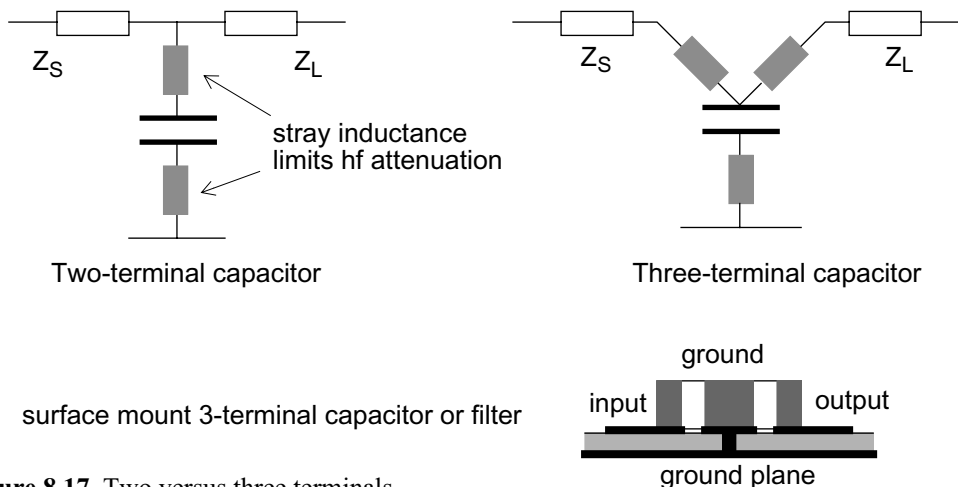 Z_S
Z_L
Z_S
Z_L
stray inductance
limits hf attenuation
Two-terminal capacitor
Three-terminal capacitor
ground
input
output
surface mount 3-terminal capacitor or filter
ground plane
8.17 Two versus three terminals